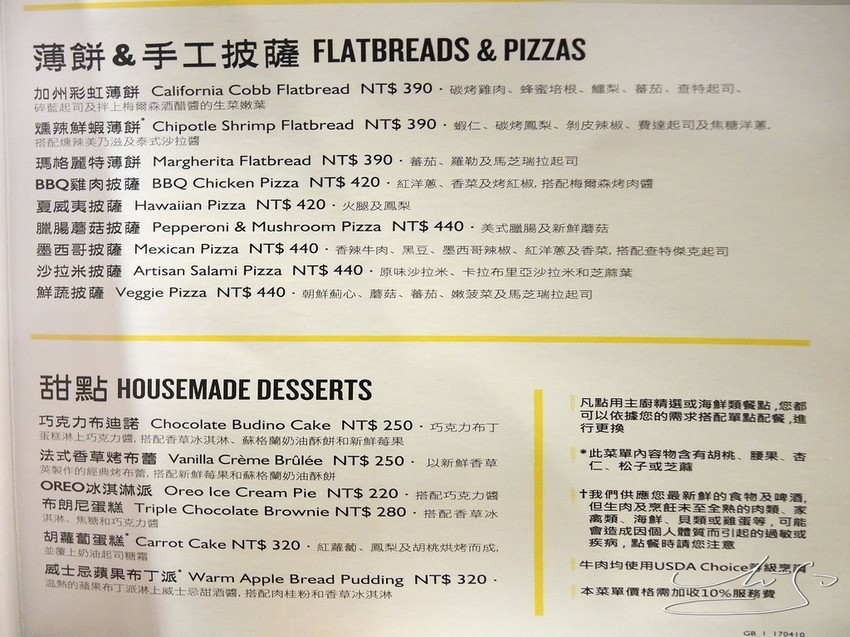 薄餅&手工披薩 FLATBREADS & PIZZAS
加州彩虹薄餅 California Cobb Flatbread NT$ 390 · 碳烤雞肉、蜂蜜培根、鱷梨、蕃茄、查特起司、
碎藍起司及拌上梅爾森酒醋醬的生菜嫩葉
燻辣鮮蝦薄餅* Chipotle Shrimp Flatbread NT$ 390 · 蝦仁、碳烤鳳梨、剝皮辣椒、費達起司及焦糖洋蔥,
搭配燻辣美乃滋及泰式沙拉醬
瑪格麗特薄餅 Margherita Flatbread NT$ 390 · 蕃茄、羅勒及馬芝瑞拉起司
BBQ雞肉披薩 BBQ Chicken Pizza NT$ 420 · 紅洋蔥、香菜及烤紅椒, 搭配梅爾森烤肉醬
夏威夷披薩 Hawaiian Pizza NT$ 420 · 火腿及鳳梨
臘腸蘑菇披薩 Pepperoni & Mushroom Pizza NT$ 440 · 美式臘腸及新鮮蘑菇
墨西哥披薩 Mexican Pizza NT$ 440 · 香辣牛肉、黑豆、墨西哥辣椒、紅洋蔥及香菜, 搭配查特傑克起司
沙拉米披薩 Artisan Salami Pizza NT$ 440 · 原味沙拉米、卡拉布里亞沙拉米和芝蔴葉
鮮蔬披薩 Veggie Pizza NT$ 440 · 朝鮮薊心、蘑菇、蕃茄、嫩菠菜及馬芝瑞拉起司
甜點 HOUSEMADE DESSERTS
巧克力布迪諾 Chocolate Budino Cake NT$ 250 · 巧克力布丁
蛋糕淋上巧克力醬, 搭配香草冰淇淋、蘇格蘭奶油酥餅和新鮮莓果
法式香草烤布蕾 Vanilla Crème Brûlée NT$ 250 · 以新鮮香草
莢製作的經典烤布蕾, 搭配新鮮莓果和蘇格蘭奶油酥餅
OREO冰淇淋派 Oreo Ice Cream Pie NT$ 220 · 搭配巧克力醬
布朗尼蛋糕 Triple Chocolate Brownie NT$ 280 · 搭配香草冰
淇淋、焦糖和巧克力醬
胡蘿蔔蛋糕* Carrot Cake NT$ 320 · 紅蘿蔔、鳳梨及胡桃烘烤而成,
並覆上奶油起司糖霜
威士忌蘋果布丁派* Warm Apple Bread Pudding NT$ 320 ·
溫熱的蘋果布丁派淋上威士忌甜酒醬, 搭配肉桂粉和香草冰淇淋
凡點用主廚精選或海鮮類餐點,您都
可以依據您的需求搭配單點配餐,進
行更換
*此菜單內容物含有胡桃、腰果、杏
仁、松子或芝蔴
†我們供應您最新鮮的食物及啤酒,
但生肉及烹飪未至全熟的肉類、家
禽類、海鮮、貝類或雞蛋等, 可能
會造成因個人體質而引起的過敏或
疾病, 點餐時請您注意
牛肉均使用USDA Choice等級烹調
本菜單價格需加收10%服務費
GB_1_170410